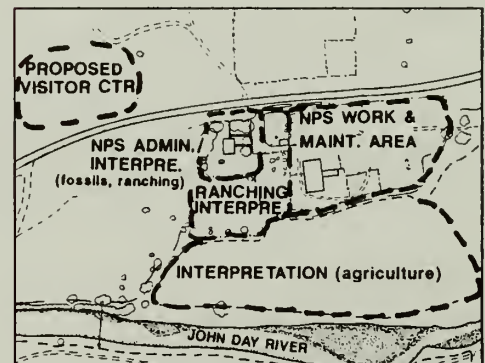 PROPOSED
VISITOR CTR
NPS WORK &
MAINT. AREA
NPS ADMIN.
INTERPRE.
(fossils, ranching)
RANCHING
INTERPRE.
INTERPRETATION (agriculture)
JOHN DAY RIVER